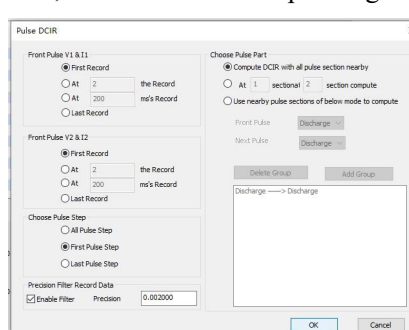 Pulse DCIR
Front Pulse V1 & I1
First Record
At 2 the Record
At 200 ms's Record
Last Record
Front Pulse V2 & I2
First Record
At 2 the Record
At 200 ms's Record
Last Record
Choose Pulse Step
All Pulse Step
First Pulse Step
Last Pulse Step
Precision Filter Record Data
Enable Filter Precision 0.002000
Choose Pulse Part
Compute DCIR with all pulse section nearby
At 1 sectionat 2 section compute
Use nearby pulse sections of below mode to compute
Front Pulse Discharge
Next Pulse Discharge
Delete Group Add Group
Discharge ----> Discharge
OK Cancel